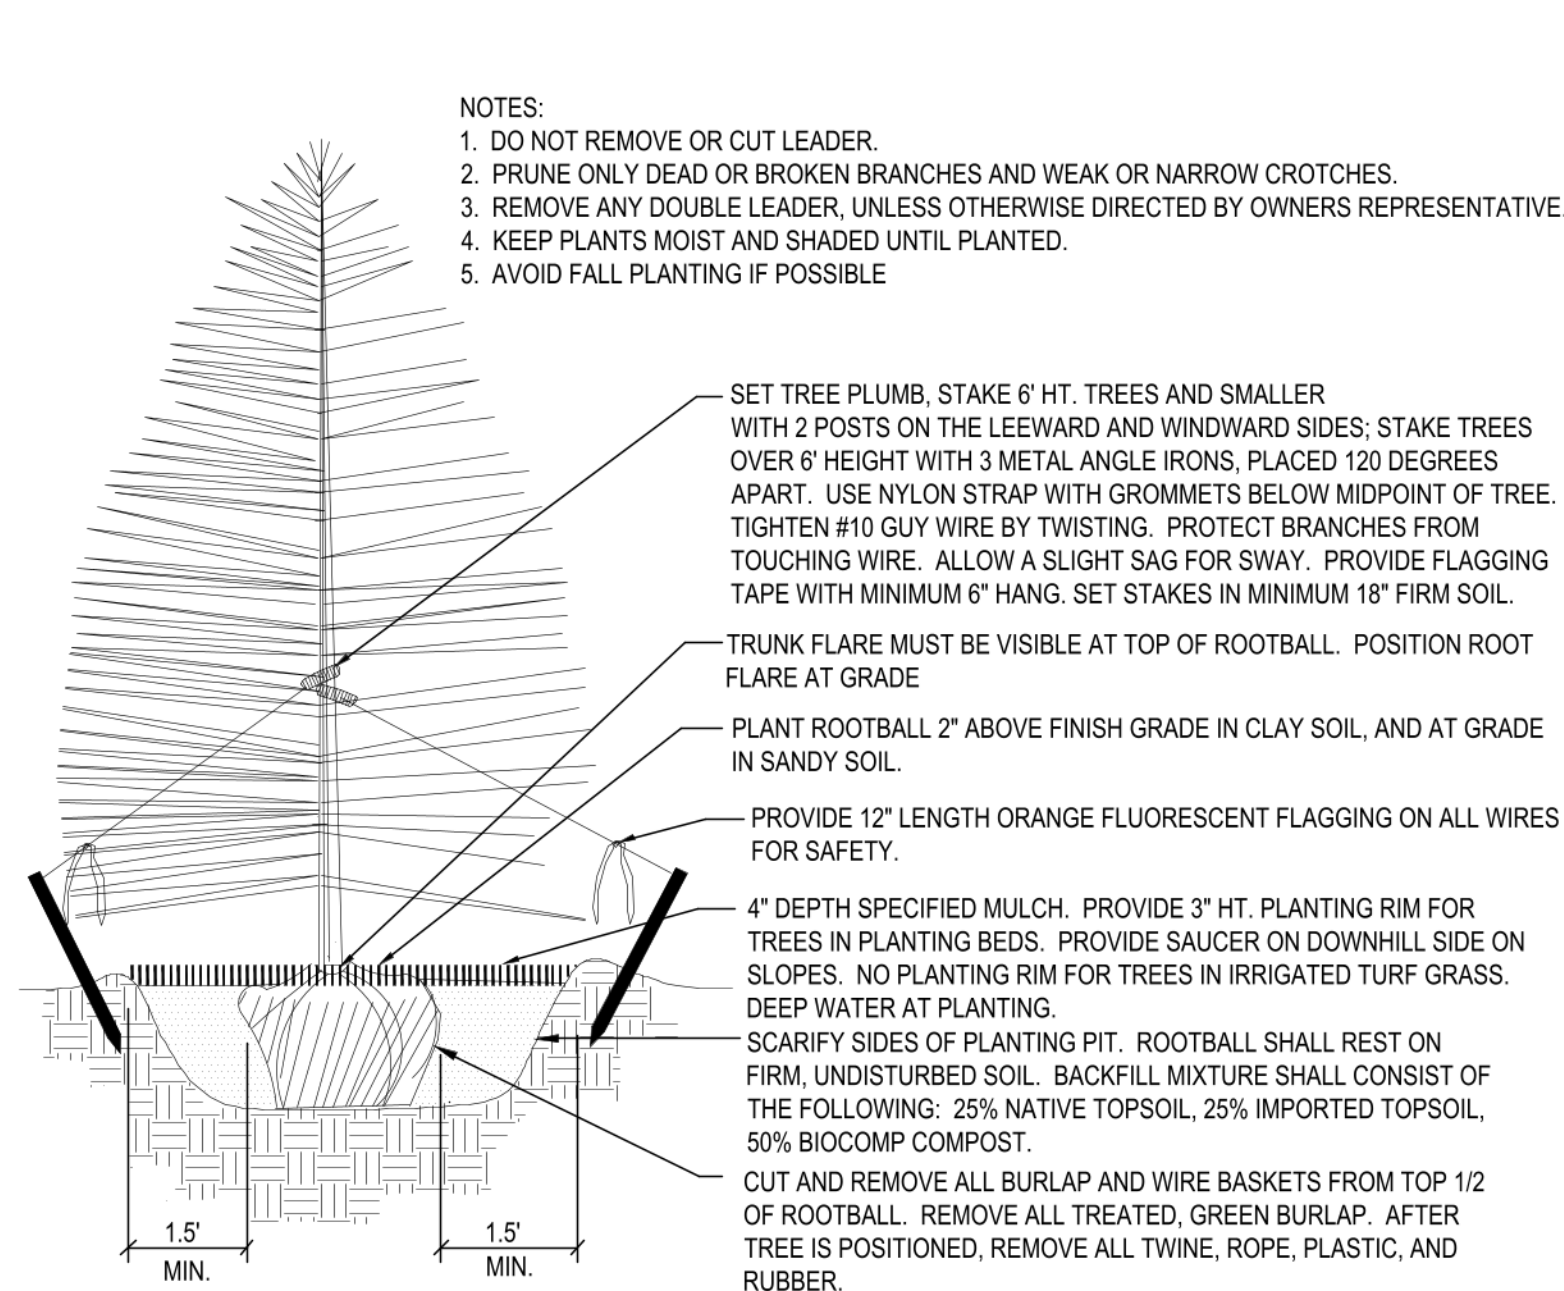 NOTES:
1. DO NOT REMOVE OR CUT LEADER.
2. PRUNE ONLY DEAD OR BROKEN BRANCHES AND WEAK OR NARROW CROTCHES.
3. REMOVE ANY DOUBLE LEADER, UNLESS OTHERWISE DIRECTED BY OWNERS REPRESENTATIVE.
4. KEEP PLANTS MOIST AND SHADED UNTIL PLANTED.
5. AVOID FALL PLANTING IF POSSIBLE
SET TREE PLUMB, STAKE 6' HT. TREES AND SMALLER
WITH 2 POSTS ON THE LEEWARD AND WINDWARD SIDES; STAKE TREES
OVER 6' HEIGHT WITH 3 METAL ANGLE IRONS, PLACED 120 DEGREES
APART. USE NYLON STRAP WITH GROMMETS BELOW MIDPOINT OF TREE.
TIGHTEN #10 GUY WIRE BY TWISTING. PROTECT BRANCHES FROM
TOUCHING WIRE. ALLOW A SLIGHT SAG FOR SWAY. PROVIDE FLAGGING
TAPE WITH MINIMUM 6" HANG. SET STAKES IN MINIMUM 18" FIRM SOIL.
TRUNK FLARE MUST BE VISIBLE AT TOP OF ROOTBALL. POSITION ROOT
FLARE AT GRADE
PLANT ROOTBALL 2" ABOVE FINISH GRADE IN CLAY SOIL, AND AT GRADE
IN SANDY SOIL.
PROVIDE 12" LENGTH ORANGE FLUORESCENT FLAGGING ON ALL WIRES
FOR SAFETY.
4" DEPTH SPECIFIED MULCH. PROVIDE 3" HT. PLANTING RIM FOR
TREES IN PLANTING BEDS. PROVIDE SAUCER ON DOWNHILL SIDE ON
SLOPES. NO PLANTING RIM FOR TREES IN IRRIGATED TURF GRASS.
DEEP WATER AT PLANTING.
SCARIFY SIDES OF PLANTING PIT. ROOTBALL SHALL REST ON
FIRM, UNDISTURBED SOIL. BACKFILL MIXTURE SHALL CONSIST OF
THE FOLLOWING: 25% NATIVE TOPSOIL, 25% IMPORTED TOPSOIL,
50% BIOCOMP COMPOST.
CUT AND REMOVE ALL BURLAP AND WIRE BASKETS FROM TOP 1/2
OF ROOTBALL. REMOVE ALL TREATED, GREEN BURLAP. AFTER
TREE IS POSITIONED, REMOVE ALL TWINE, ROPE, PLASTIC, AND
RUBBER.
1.5'
MIN.
1.5'
MIN.